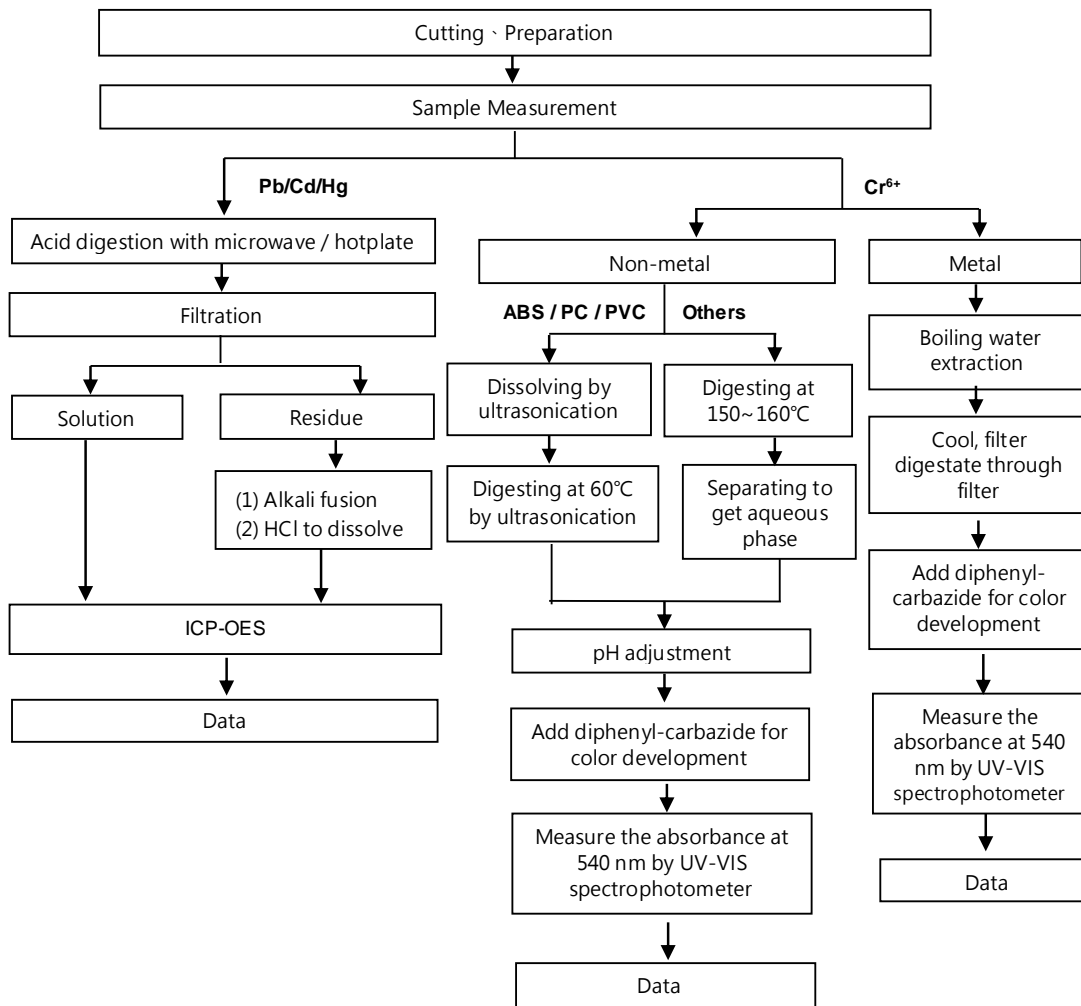 Cutting、Preparation
Sample Measurement
Pb/Cd/Hg
Cr⁶⁺
Acid digestion with microwave / hotplate
Non-metal
Metal
Filtration
ABS / PC / PVC
Others
Boiling water
extraction
Solution
Residue
Dissolving by
ultrasonication
Digesting at
150~160℃
Cool, filter
digestate through
filter
(1) Alkali fusion
(2) HCl to dissolve
Digesting at 60℃
by ultrasonication
Separating to
get aqueous
phase
Add diphenyl-
carbazide for color
development
ICP-OES
pH adjustment
Data
Add diphenyl-carbazide for
color development
Measure the
absorbance at 540
nm by UV-VIS
spectrophotometer
Measure the absorbance at
540 nm by UV-VIS
spectrophotometer
Data
Data